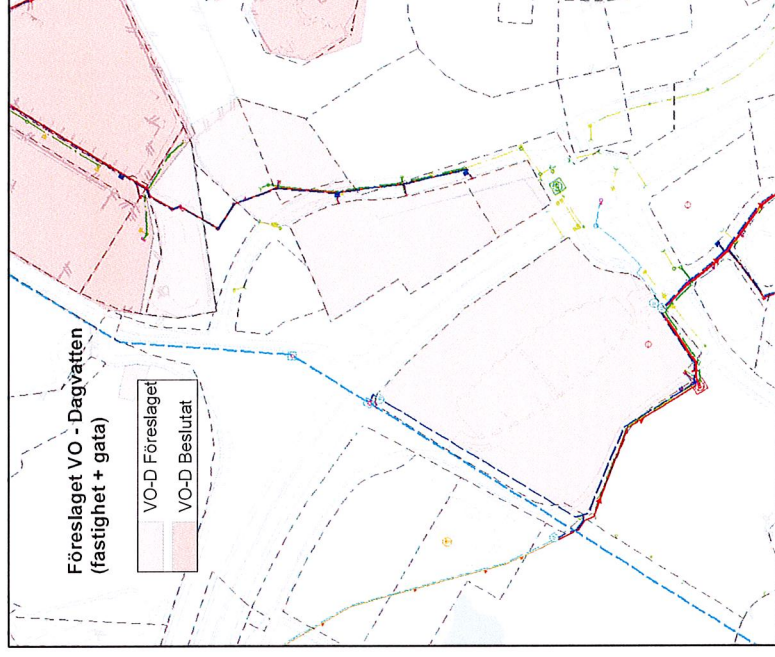 Föreslaget VO - Dagvatten
(fastighet + gata)
VO-D Föreslaget
VO-D Beslutat